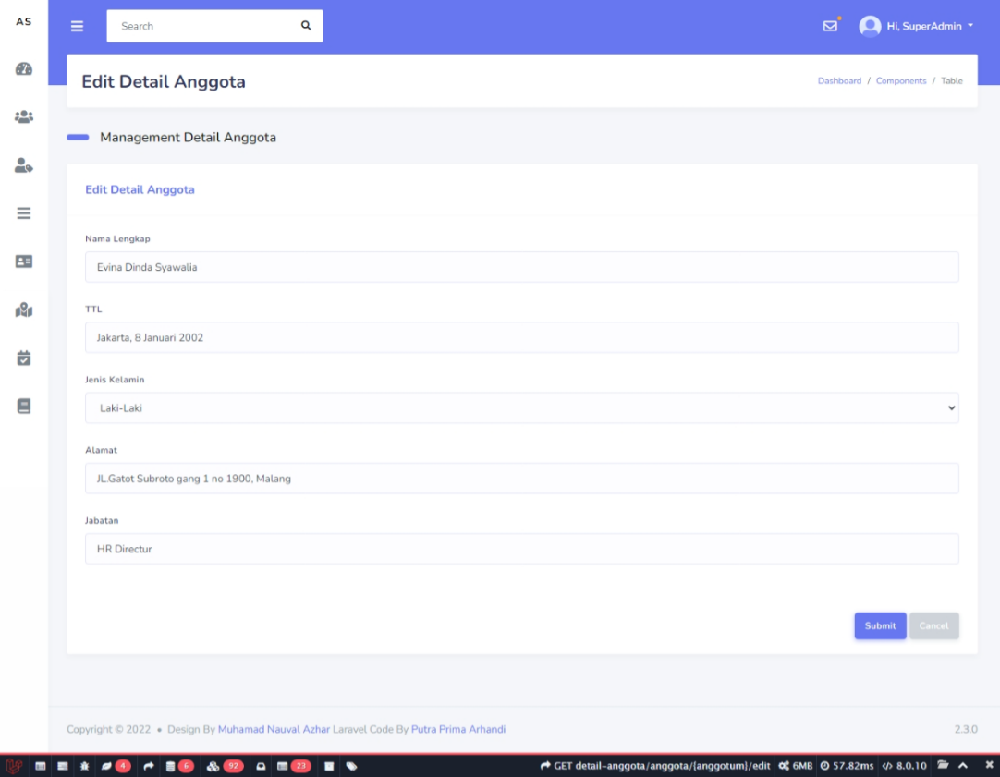 AS
Search
Hi, SuperAdmin
Edit Detail Anggota
Dashboard / Components / Table
Management Detail Anggota
Edit Detail Anggota
Nama Lengkap
Evina Dinda Syawalia
TTL
Jakarta, 8 Januari 2002
Jenis Kelamin
Laki-Laki
Alamat
JL.Gatot Subroto gang 1 no 1900, Malang
Jabatan
HR Directur
Submit Cancel
Copyright © 2022 • Design By Muhamad Nauval Azhar Laravel Code By Putra Prima Arhandi 2.3.0
4 6 92 23 GET detail-anggota/anggota/{anggotum}/edit 6MB 57.82ms 8.0.10